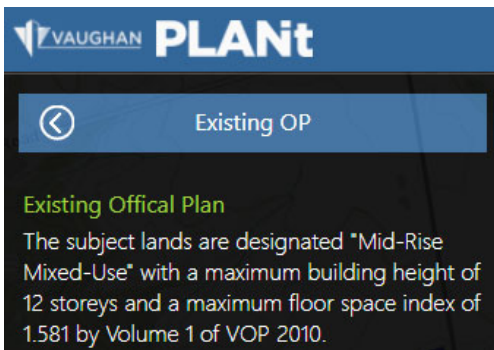 VAUGHAN PLANt
Existing OP
Existing Offical Plan
The subject lands are designated "Mid-Rise
Mixed-Use" with a maximum building height of
12 storeys and a maximum floor space index of
1.581 by Volume 1 of VOP 2010.